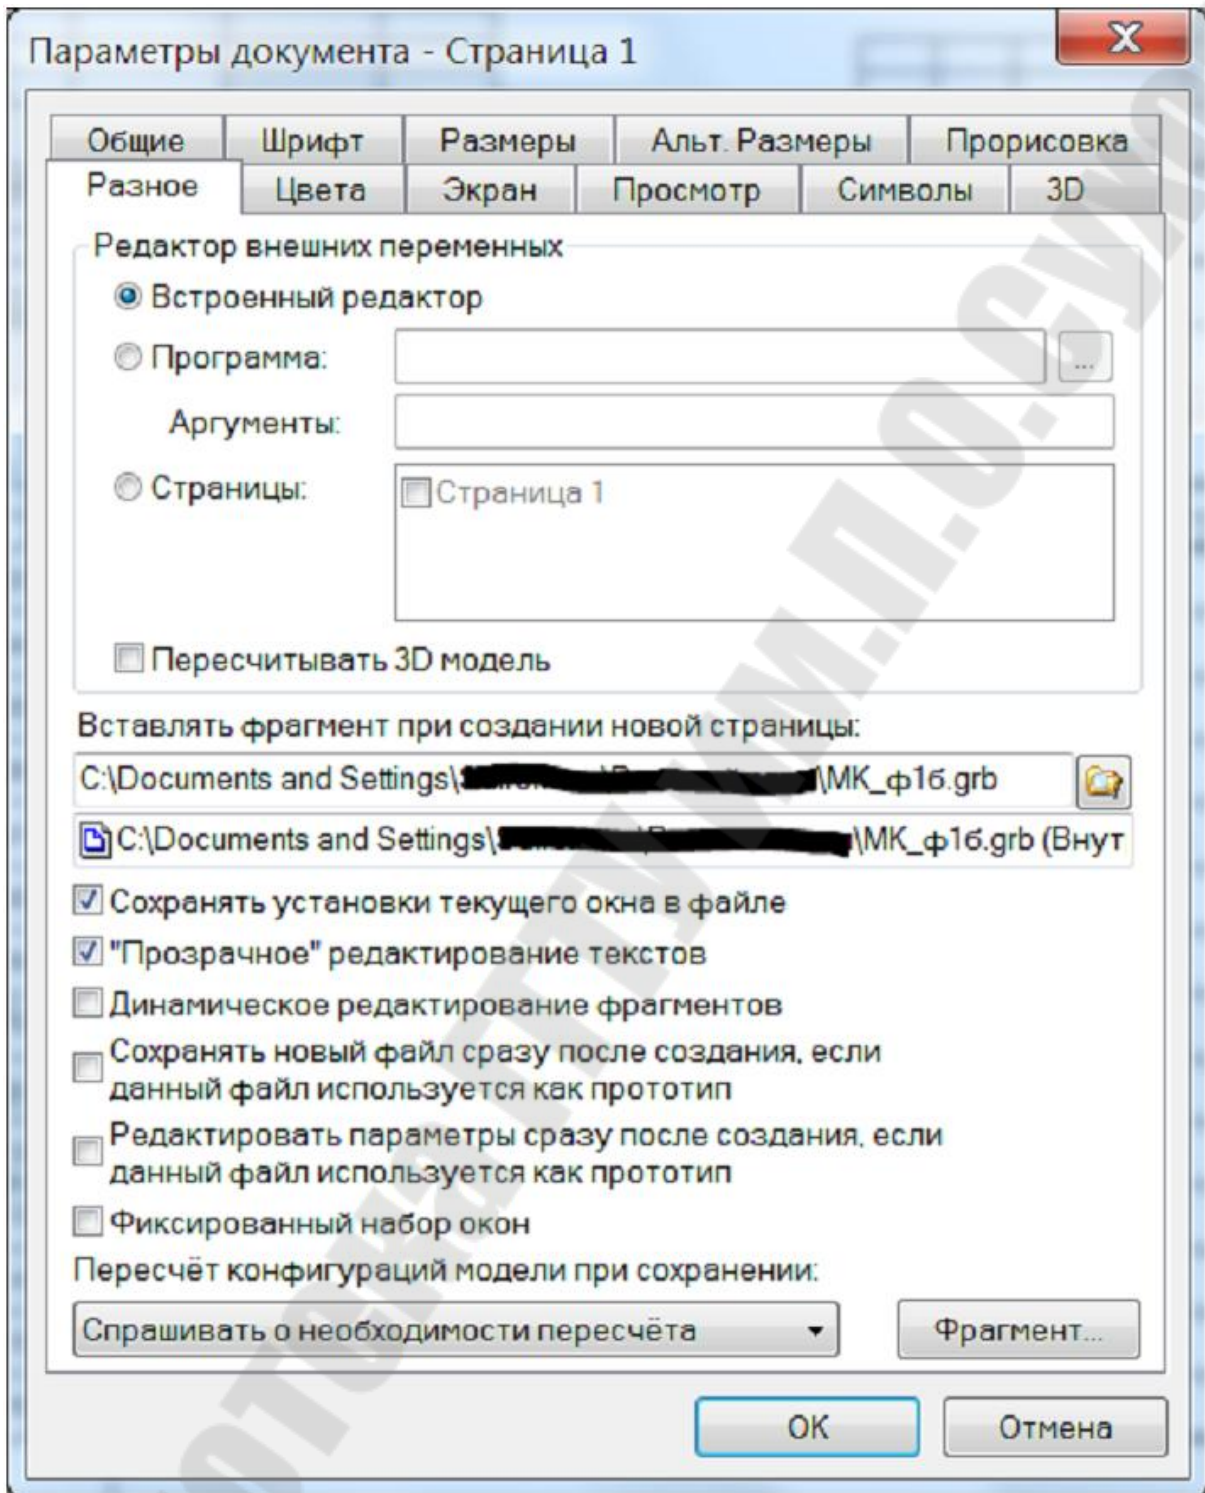 Параметры документа - Страница 1
Общие Шрифт Размеры Альт. Размеры Прорисовка
Разное Цвета Экран Просмотр Символы 3D
Редактор внешних переменных
Встроенный редактор
Программа: ...
Аргументы:
Страницы: Страница 1
Пересчитывать 3D модель
Вставлять фрагмент при создании новой страницы:
C:\Documents and Settings\ \МК_ф1б.grb
C:\Documents and Settings\ \МК_ф1б.grb (Внут
Сохранять установки текущего окна в файле
"Прозрачное" редактирование текстов
Динамическое редактирование фрагментов
Сохранять новый файл сразу после создания, если
данный файл используется как прототип
Редактировать параметры сразу после создания, если
данный файл используется как прототип
Фиксированный набор окон
Пересчёт конфигураций модели при сохранении:
Спрашивать о необходимости пересчёта Фрагмент...
ОК Отмена